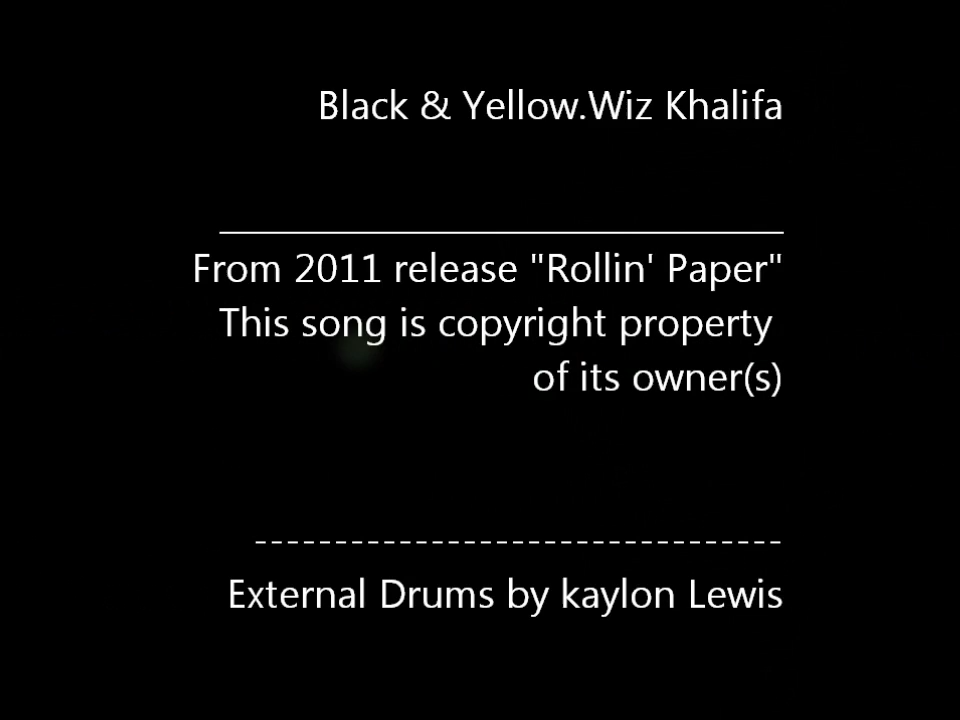 Black & Yellow.Wiz Khalifa
________________________________
From 2011 release "Rollin' Paper"
This song is copyright property
of its owner(s)
---------------------------------
External Drums by kaylon Lewis